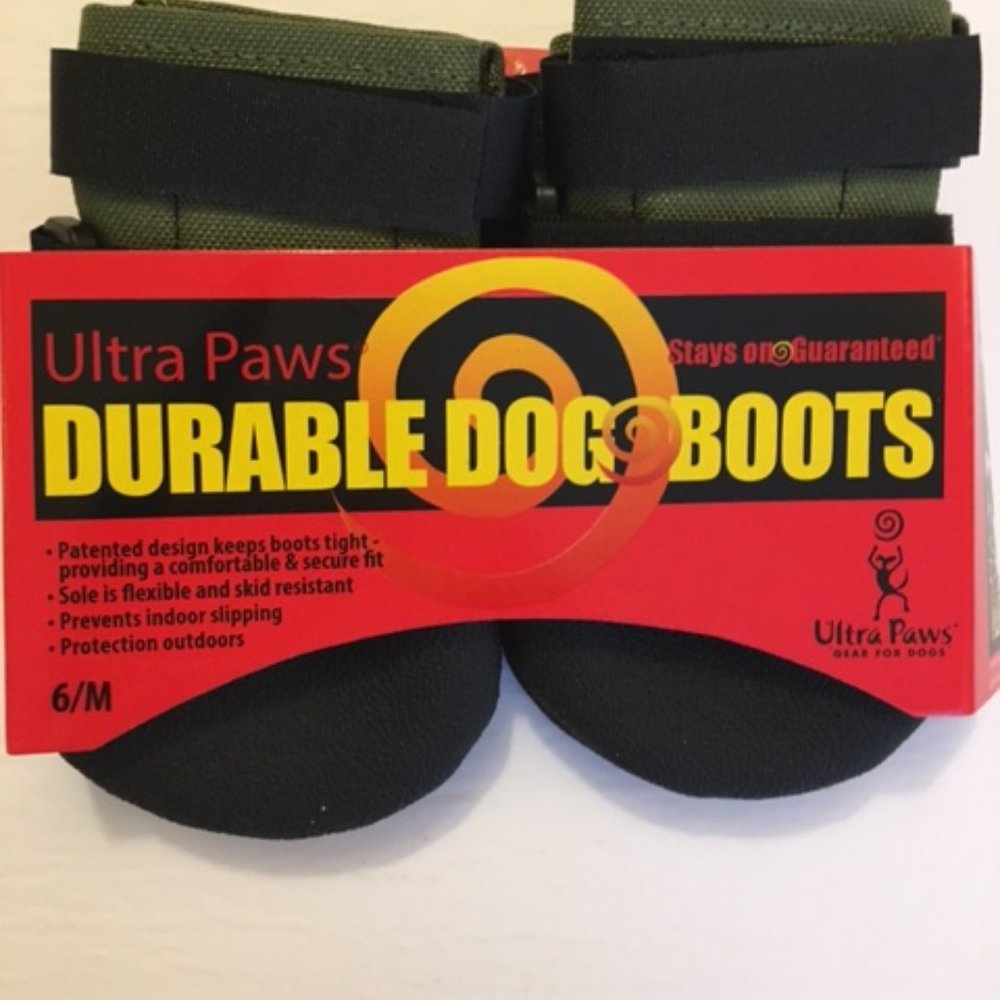 Ultra Paws®
Stays on Guaranteed
DURABLE DOG BOOTS
• Patented design keeps boots tight -
providing a comfortable & secure fit
• Sole is flexible and skid resistant
• Prevents indoor slipping
• Protection outdoors
6/M
Ultra Paws
GEAR FOR DOGS